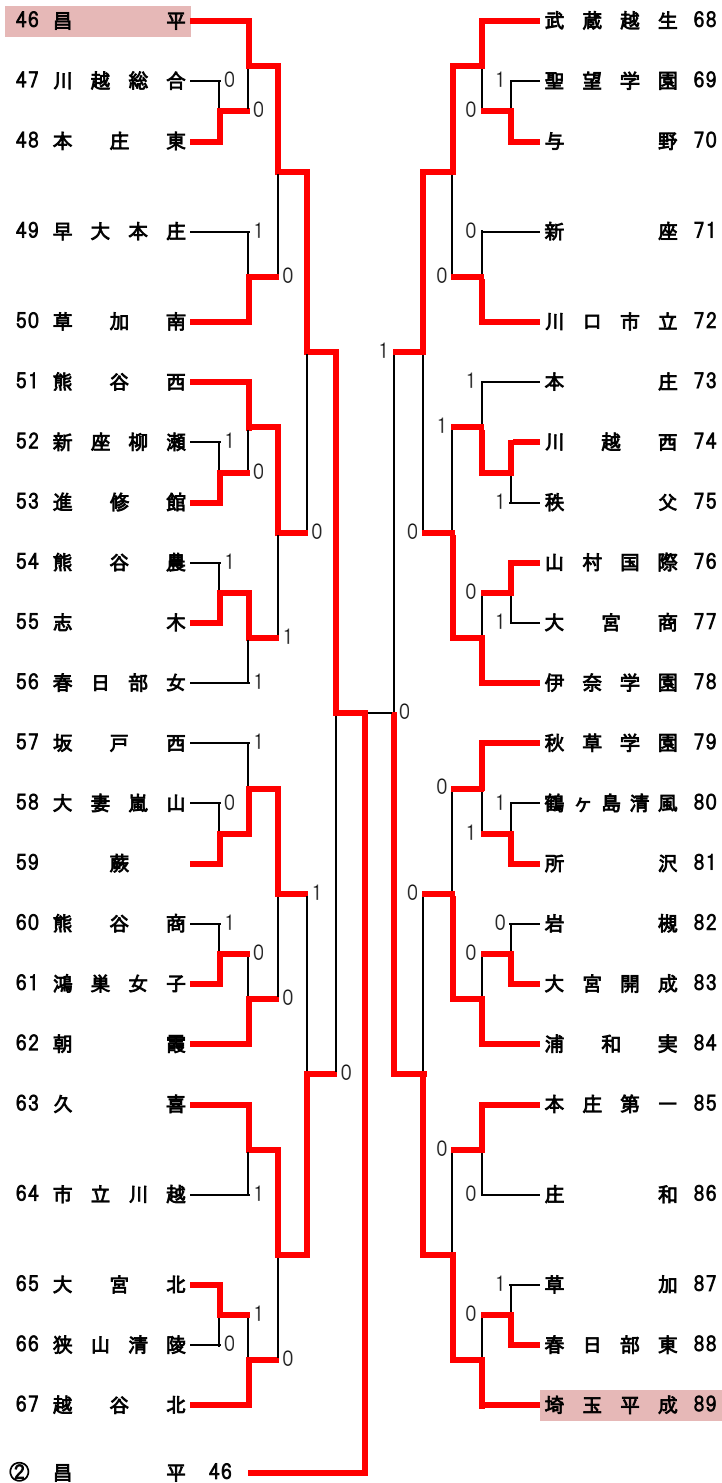 46 昌平
47 川越総合
48 本庄東
49 早大本庄
50 草加南
51 熊谷西
52 新座柳瀬
53 進修館
54 熊谷農
55 志木
56 春日部女
57 坂戸西
58 大妻嵐山
59 蕨
60 熊谷商
61 鴻巣女子
62 朝霞
63 久喜
64 市立川越
65 大宮北
66 狭山清陵
67 越谷北
② 昌平 46
0
0
1
0
1
0
0
1
1
1
1
0
1
1
0
0
0
1
1
0
0
武蔵越生 68
聖望学園 69
与野 70
新座 71
川口市立 72
本庄 73
川越西 74
秩父 75
山村国際 76
大宮商 77
伊奈学園 78
秋草学園 79
鶴ヶ島清風 80
所沢 81
岩槻 82
大宮開成 83
浦和実 84
本庄第一 85
庄和 86
草加 87
春日部東 88
埼玉平成 89
1
0
0
0
1
1
1
1
0
0
1
0
0
1
1
0
0
0
0
0
1
0